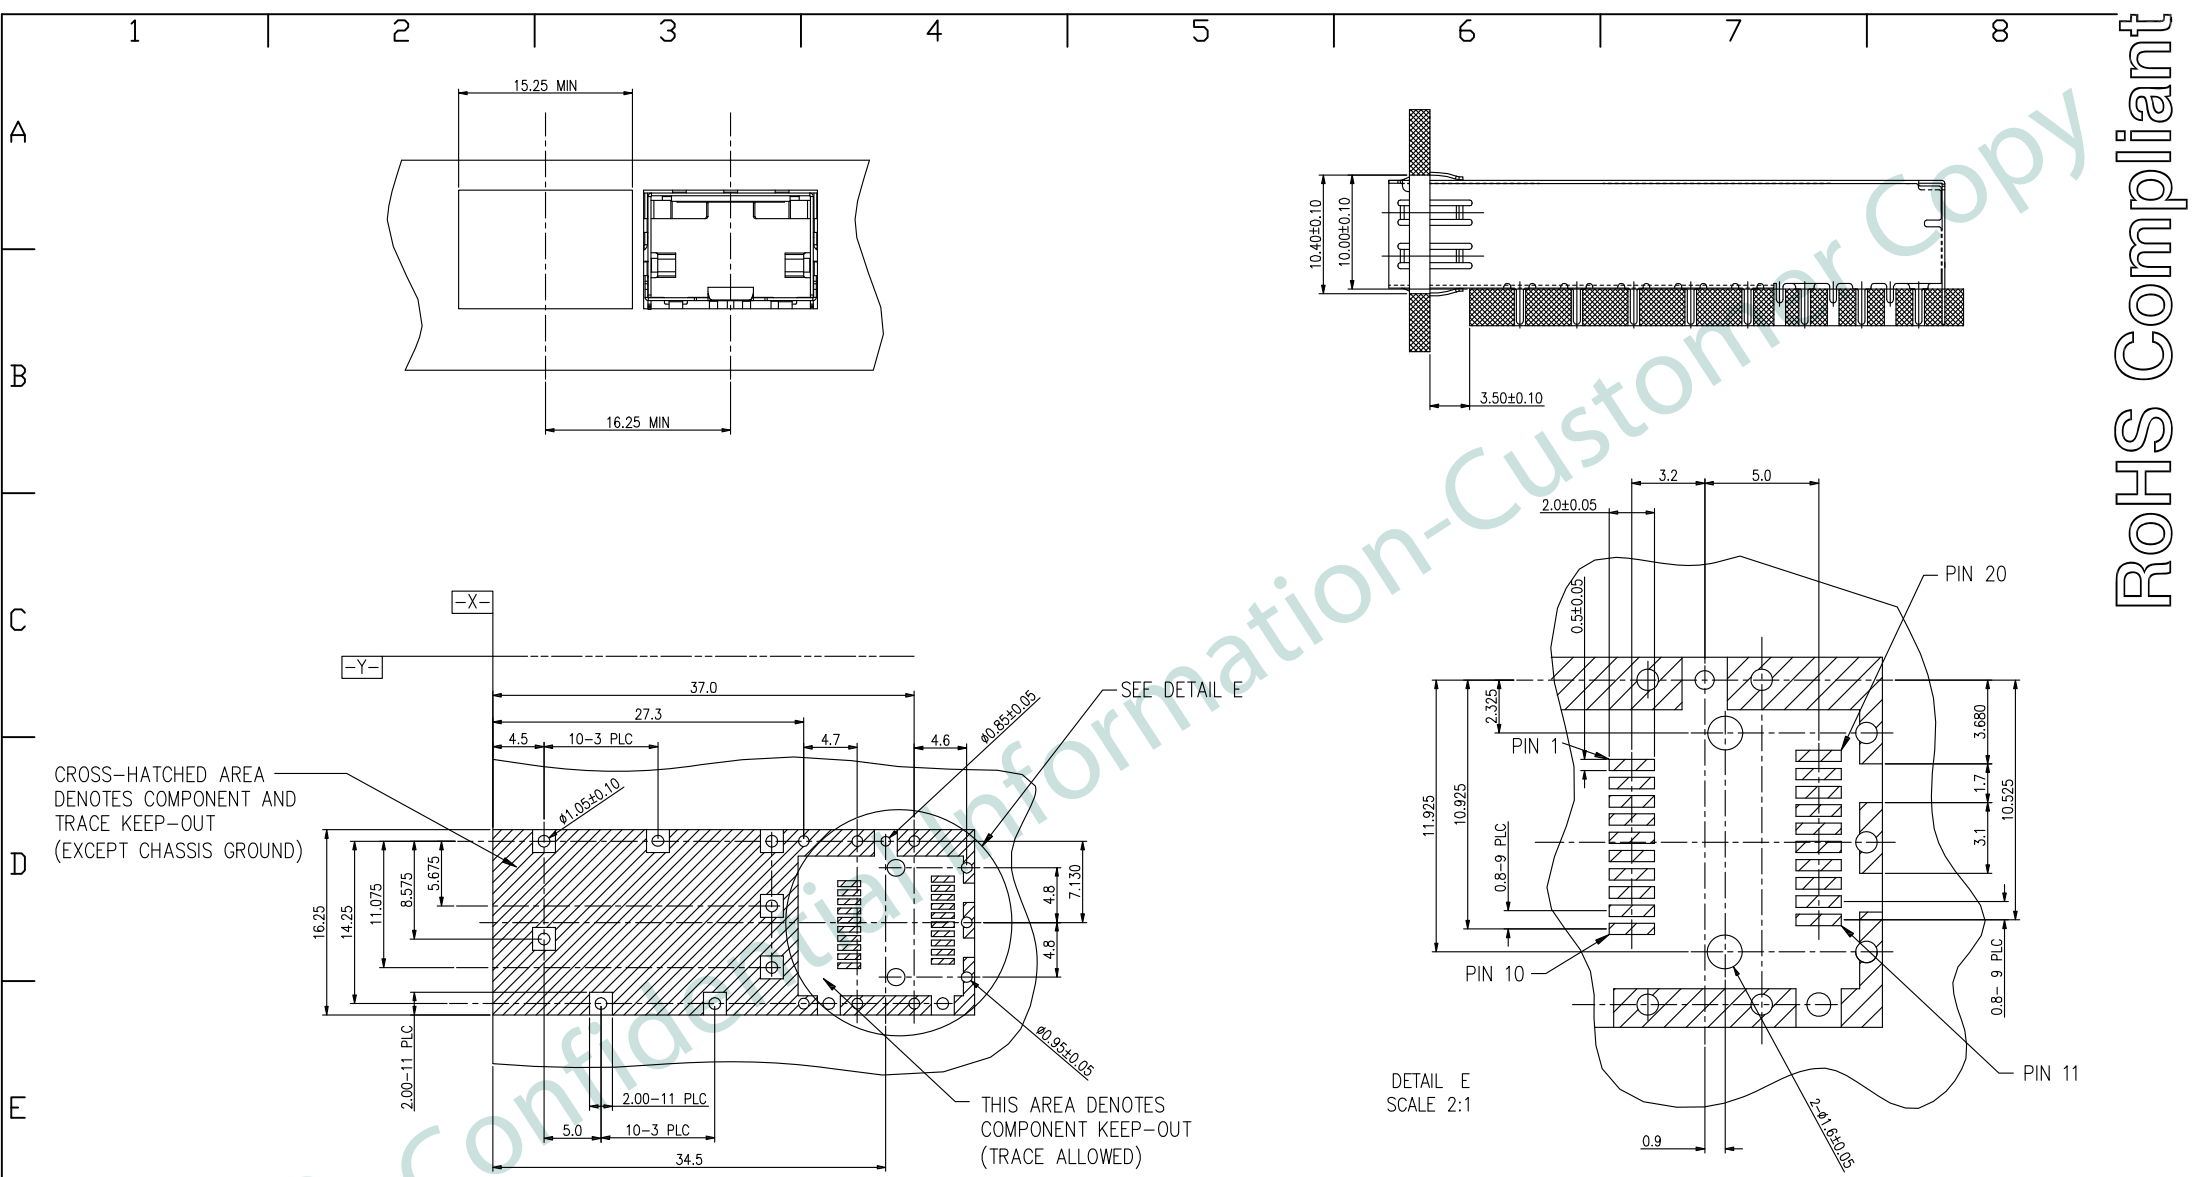 1 2 3 4 5 6 7 8
RoHS Compliant
A
B
C
D
E
15.25 MIN
16.25 MIN
10.40±0.10
10.00±0.10
3.50±0.10
-X-
-Y-
37.0
27.3
4.5
10-3 PLC
4.7
4.6
ø0.85±0.05
SEE DETAIL E
CROSS-HATCHED AREA
DENOTES COMPONENT AND
TRACE KEEP-OUT
(EXCEPT CHASSIS GROUND)
ø1.05±0.10
16.25
14.25
11.075
8.575
5.675
4.8
7.130
4.8
2.00-11 PLC
2.00-11 PLC
5.0
10-3 PLC
34.5
ø0.95±0.05
THIS AREA DENOTES
COMPONENT KEEP-OUT
(TRACE ALLOWED)
3.2
5.0
2.0±0.05
0.5±0.05
PIN 20
PIN 1
2.325
11.925
10.925
0.8-9 PLC
3.680
1.7
3.1
10.525
0.8- 9 PLC
PIN 10
PIN 11
DETAIL E
SCALE 2:1
0.9
2-ø1.6±0.05
Confidential Information-Customer Copy